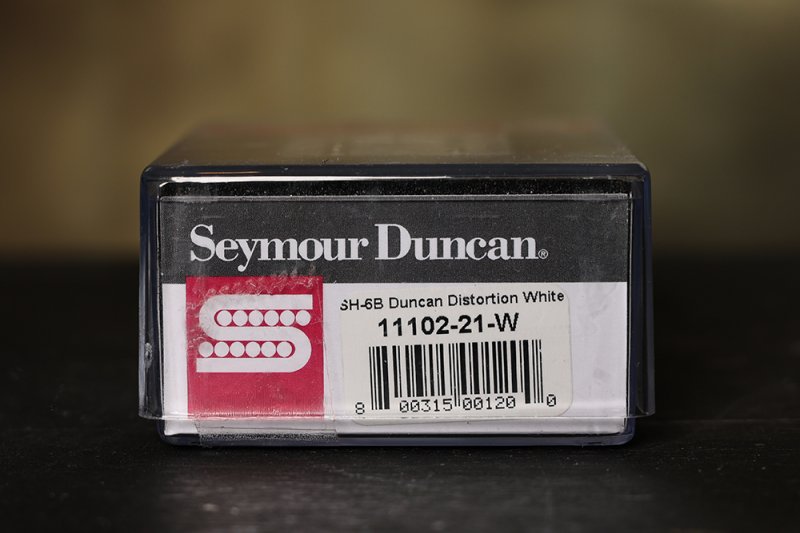 Seymour Duncan®
SH-6B Duncan Distortion White
11102-21-W
8 00315 00120 0